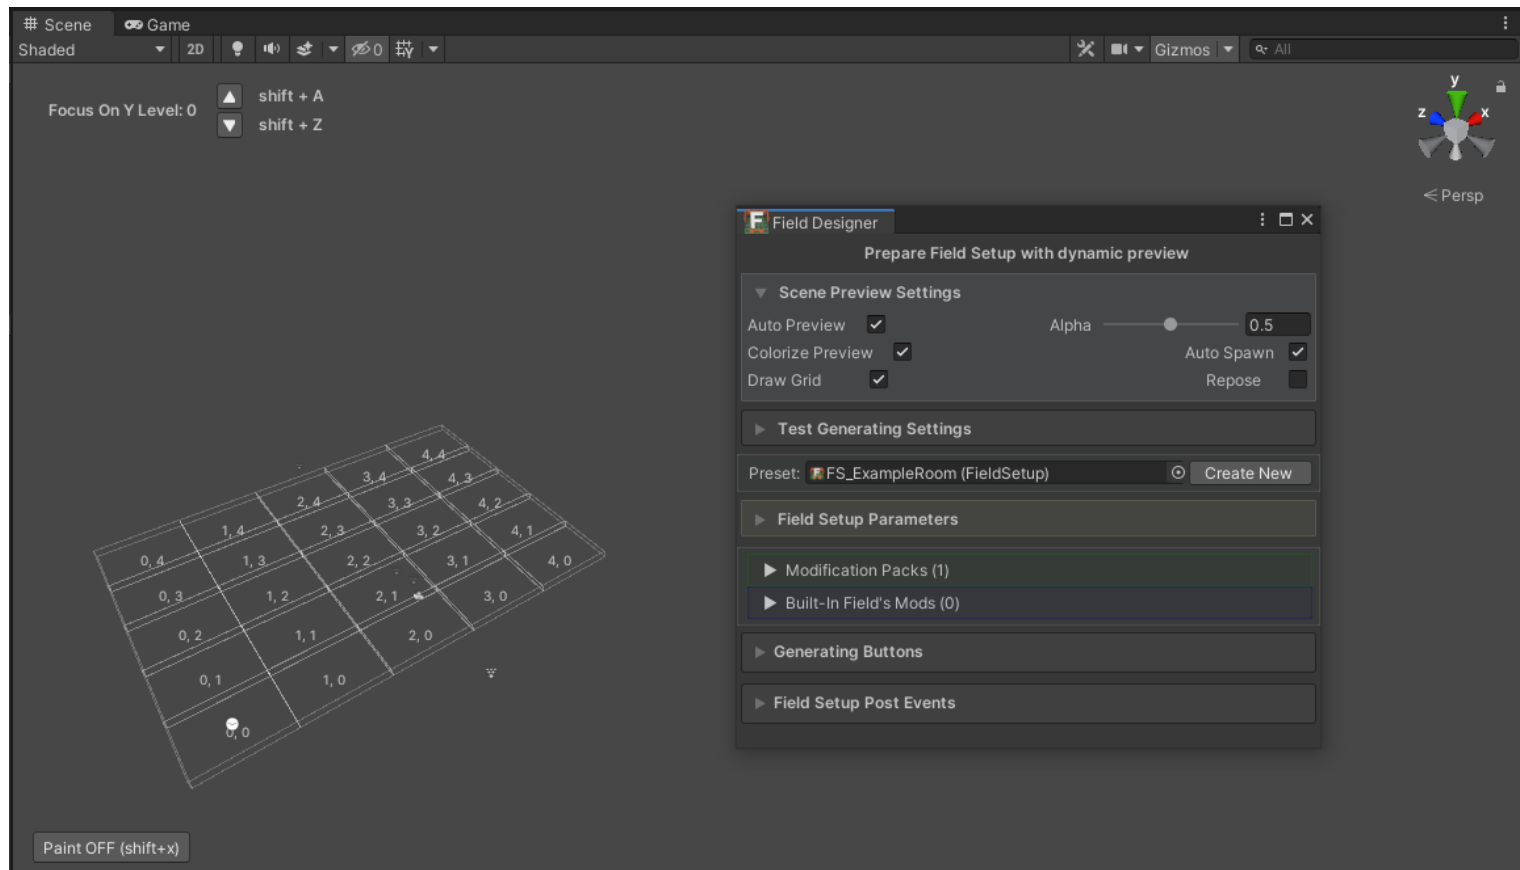 Scene Game
Shaded 2D 0 Gizmos All
Focus On Y Level: 0
shift + A
shift + Z
y
z x
Persp
Field Designer
Prepare Field Setup with dynamic preview
Scene Preview Settings
Auto Preview Alpha 0.5
Colorize Preview Auto Spawn
Draw Grid Repose
Test Generating Settings
Preset: FS_ExampleRoom (FieldSetup) Create New
Field Setup Parameters
Modification Packs (1)
Built-In Field's Mods (0)
Generating Buttons
Field Setup Post Events
4, 4
3, 4 4, 3
2, 4 3, 3 4, 2
1, 4 2, 3 3, 2 4, 1
0, 4 1, 3 2, 2 3, 1 4, 0
0, 3 1, 2 2, 1 3, 0
0, 2 1, 1 2, 0
0, 1 1, 0
0, 0
Paint OFF (shift+x)